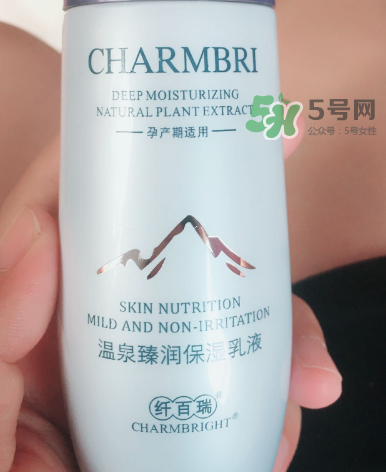 CHARMBRI
DEEP MOISTURIZING
NATURAL PLANT EXTRACT
孕产期适用
5号网
公众号：5号女性
SKIN NUTRITION
MILD AND NON-IRRITATION
温泉臻润保湿乳液
纤百瑞®
CHARMBRIGHT®